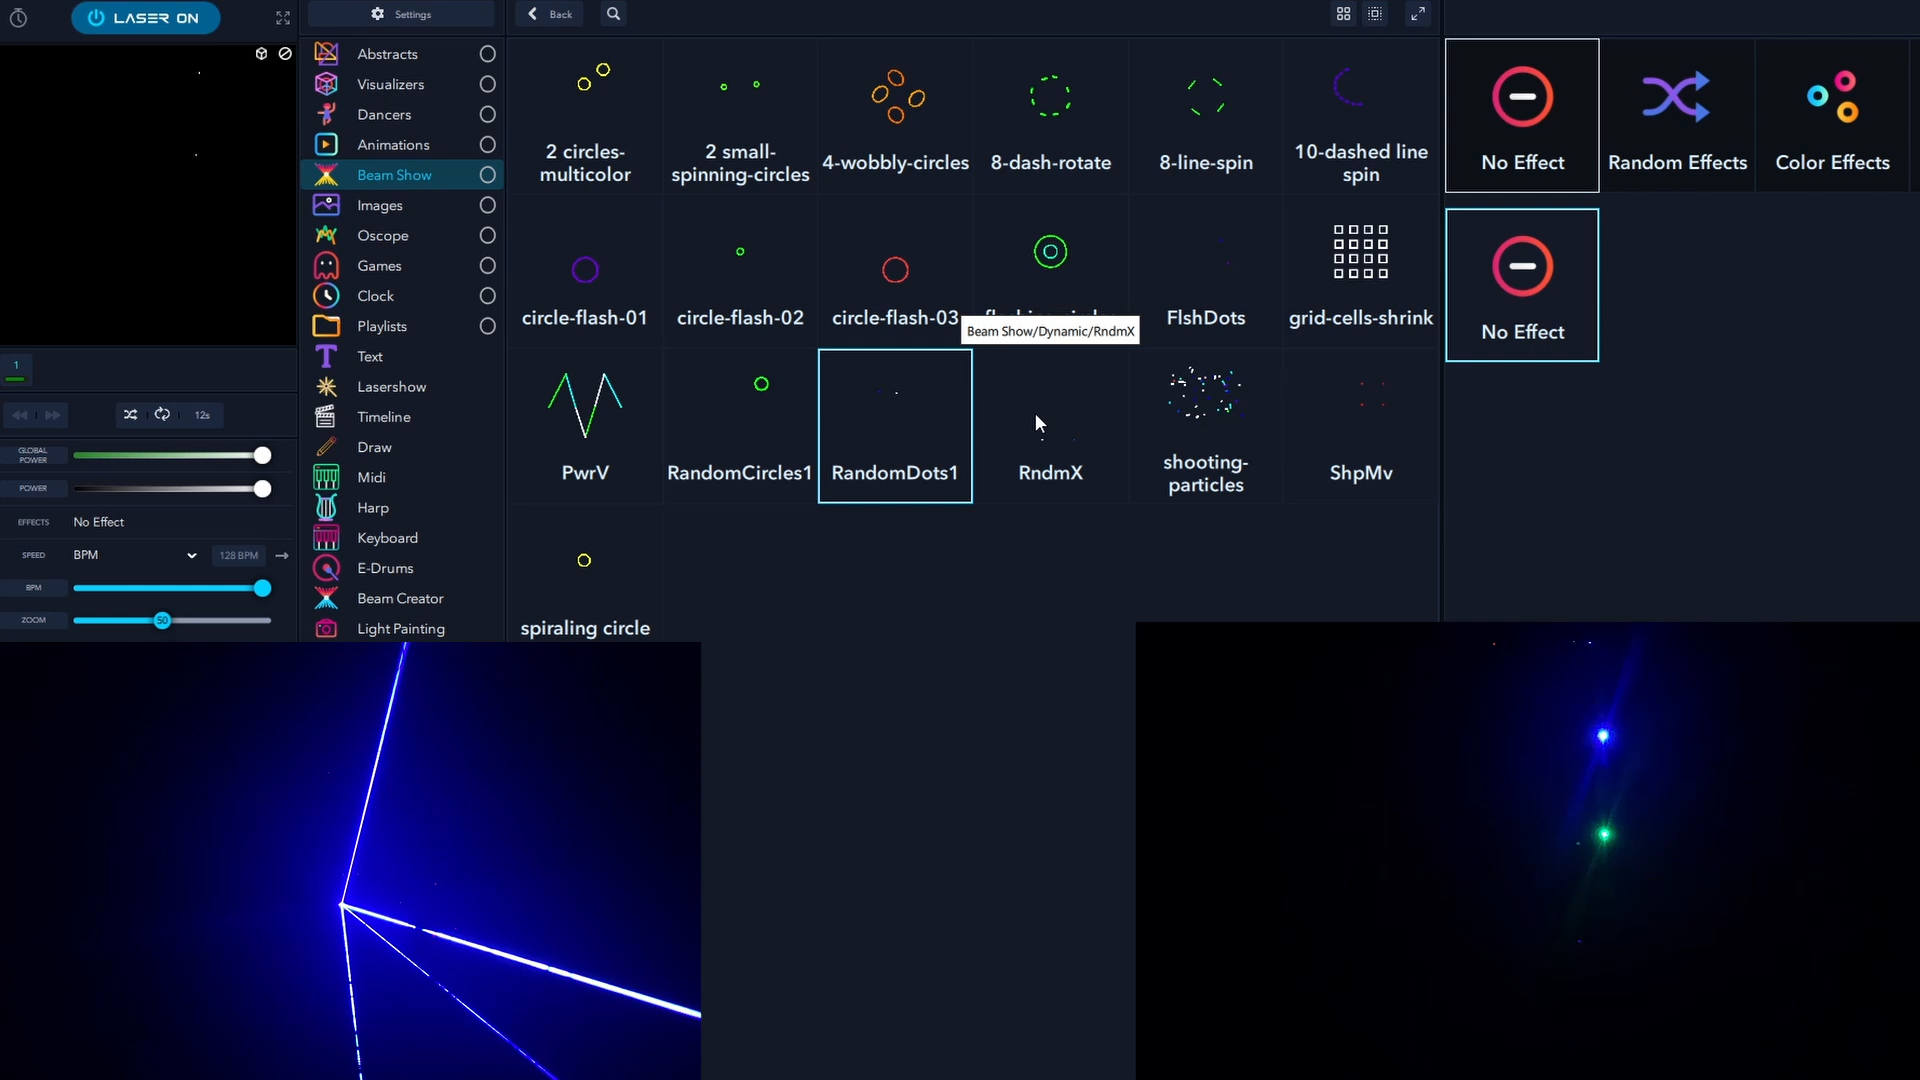 LASER ON
Settings
Back
Abstracts
Visualizers
Dancers
Animations
Beam Show
Images
Oscope
Games
Clock
Playlists
Text
Lasershow
Timeline
Draw
Midi
Harp
Keyboard
E-Drums
Beam Creator
Light Painting
1
12s
GLOBAL
POWER
POWER
EFFECTS
No Effect
SPEED
BPM
128 BPM
BPM
ZOOM
50
2 circles-
multicolor
2 small-
spinning-circles
4-wobbly-circles
8-dash-rotate
8-line-spin
10-dashed line
spin
circle-flash-01
circle-flash-02
circle-flash-03
Beam Show/Dynamic/RndmX
FlshDots
grid-cells-shrink
PwrV
RandomCircles1
RandomDots1
RndmX
shooting-
particles
ShpMv
spiraling circle
No Effect
Random Effects
Color Effects
No Effect